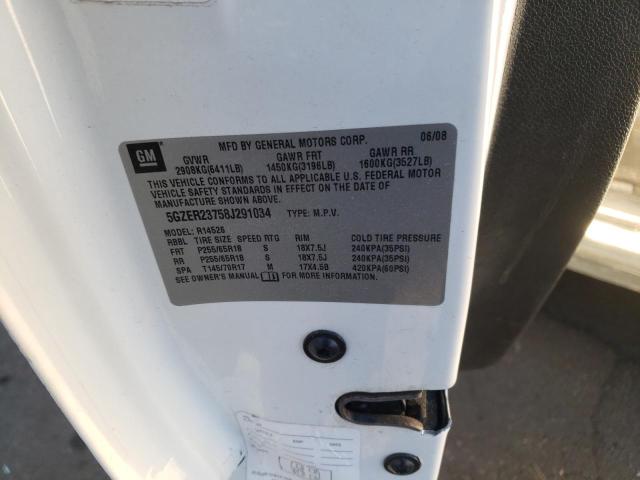 06/08
MFD BY GENERAL MOTORS CORP.
GM
GVWR GAWR FRT GAWR RR
2908KG(6411LB) 1450KG(3196LB) 1600KG(3527LB)
THIS VEHICLE CONFORMS TO ALL APPLICABLE U.S. FEDERAL MOTOR
VEHICLE SAFETY STANDARDS IN EFFECT ON THE DATE OF
MANUFACTURE SHOWN ABOVE.
5GZER23758J291034 TYPE: M.P.V.
MODEL: R14526
RBBL TIRE SIZE SPEED RTG RIM COLD TIRE PRESSURE
FRT P255/65R18 S 18X7.5J 240KPA(35PSI)
RR P255/65R18 S 18X7.5J 240KPA(35PSI)
SPA T145/70R17 M 17X4.5B 420KPA(60PSI)
SEE OWNER'S MANUAL